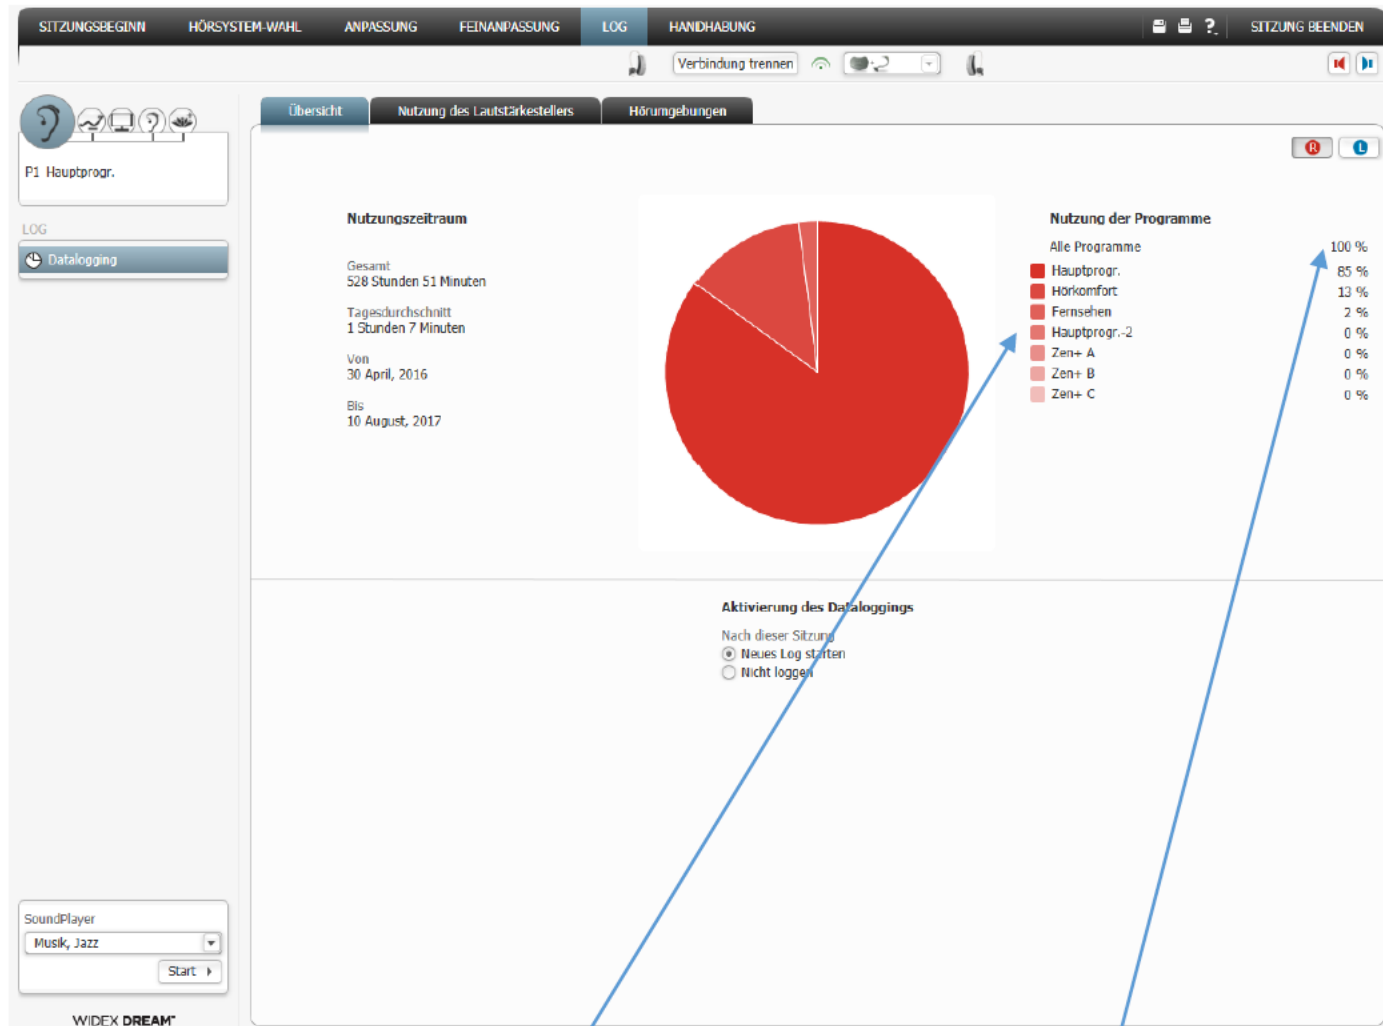 SITZUNGSBEGINN HÖRSYSTEM-WAHL ANPASSUNG FEINANPASSUNG LOG HANDHABUNG ? SITZUNG BEENDEN
Verbindung trennen
Übersicht Nutzung des Lautstärkestellers Hörumgebungen
R L
P1 Hauptprogr.
LOG
Datalogging
Nutzungszeitraum
Gesamt
528 Stunden 51 Minuten
Tagesdurchschnitt
1 Stunden 7 Minuten
Von
30 April, 2016
Bis
10 August, 2017
Nutzung der Programme
Alle Programme 100 %
Hauptprogr. 85 %
Hörkomfort 13 %
Fernsehen 2 %
Hauptprogr.-2 0 %
Zen+ A 0 %
Zen+ B 0 %
Zen+ C 0 %
Aktivierung des Dataloggings
Nach dieser Sitzung
Neues Log starten
Nicht loggen
SoundPlayer
Musik, Jazz
Start
WIDEX DREAM™